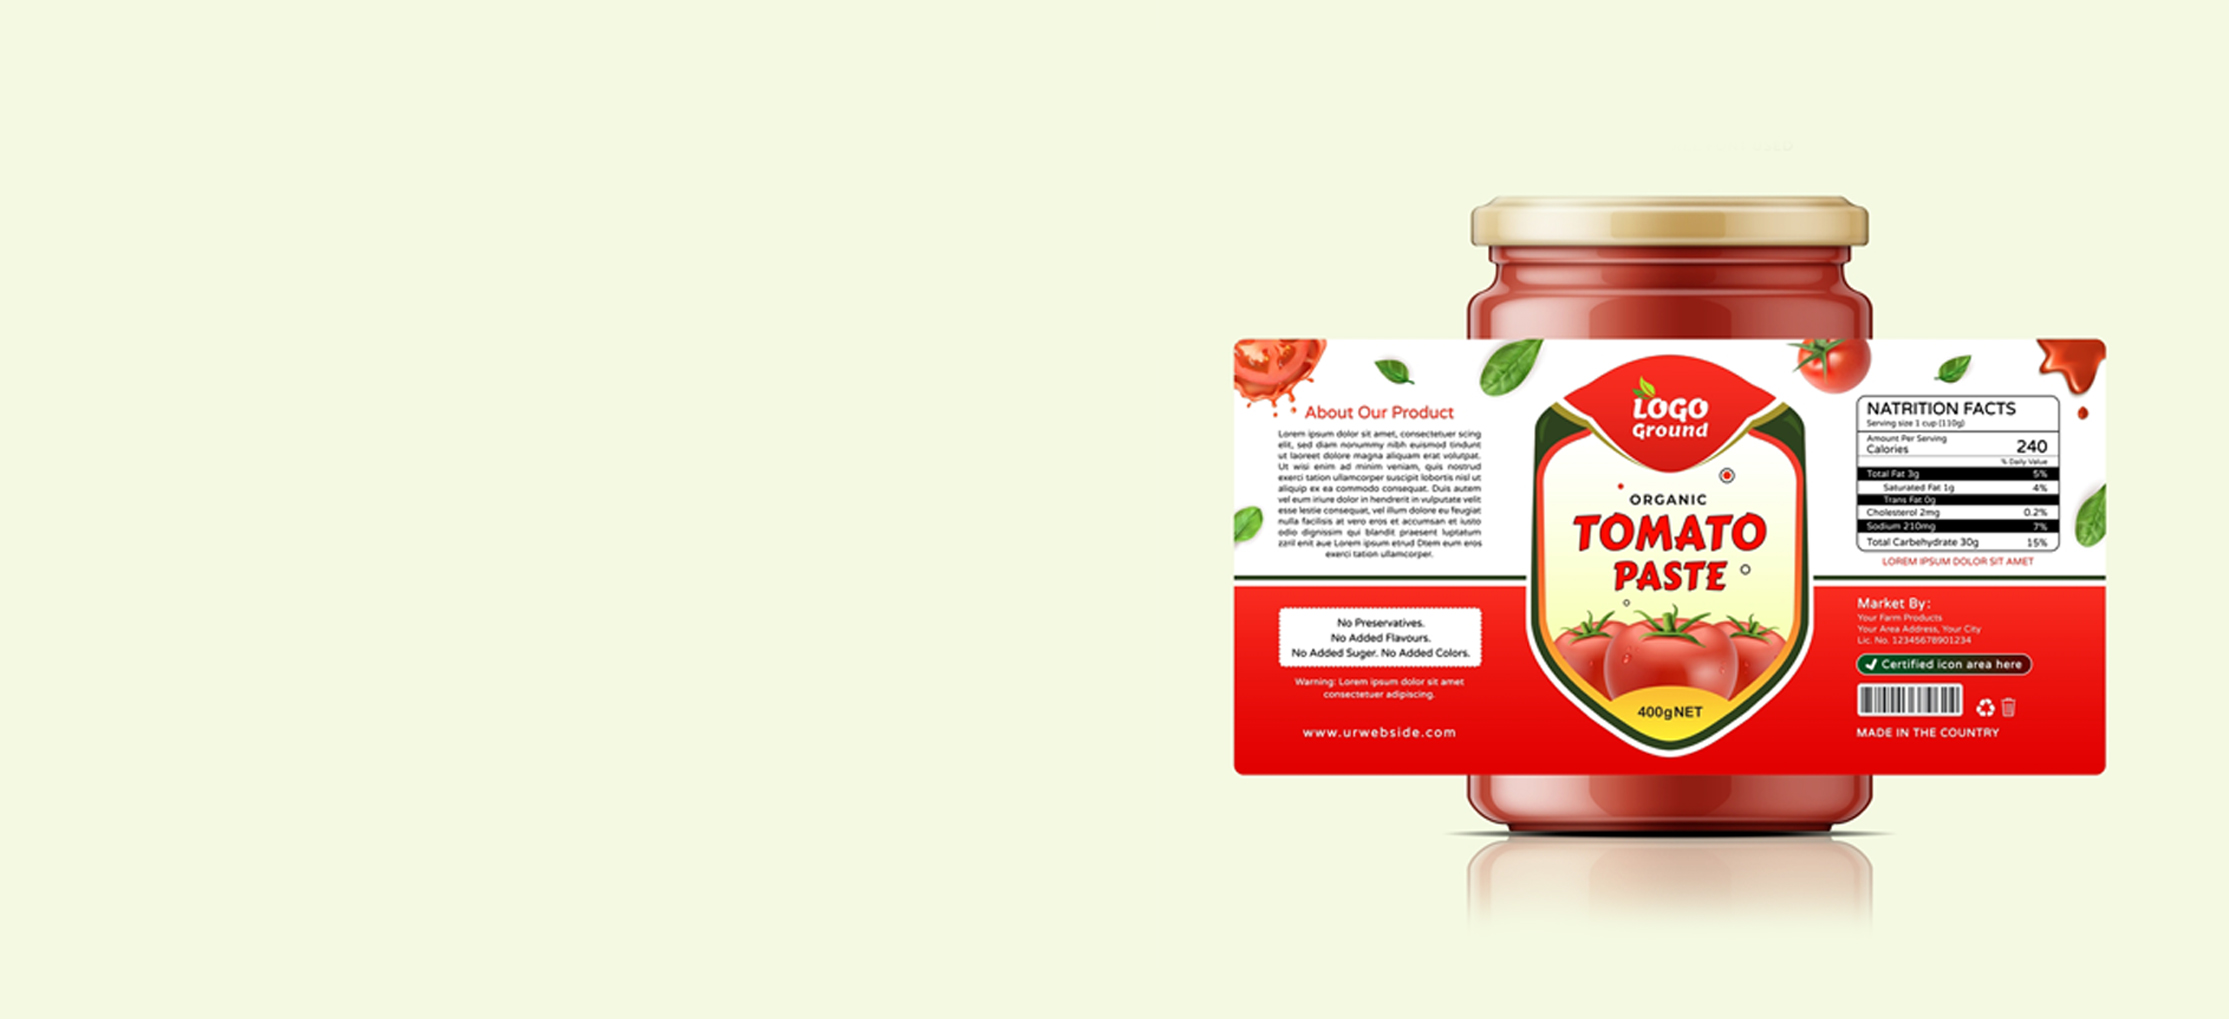 About Our Product
Lorem ipsum dolor sit amet, consectetuer scing
elit, sed diam nonummy nibh euismod tindunt
ut laoreet dolore magna aliquam erat volutpat.
Ut wisi enim ad minim veniam, quis nostrud
exerci tation ullamcorper suscipit lobortis nisl ut
aliquip ex ea commodo consequat. Duis autem
vel eum iriure dolor in hendrerit in vulputate velit
esse lestie consequat, vel illum dolore eu feugiat
nulla facilisis at vero eros et accumsan et iusto
odio dignissim qui blandit praesent luptatum
zzril enit aue Lorem ipsum etrud Dtem eum eros
exerci tation ullamcorper.
No Preservatives.
No Added Flavours.
No Added Suger. No Added Colors.
Warning: Lorem ipsum dolor sit amet
consectetuer adipiscing.
www.urwebside.com
LOGO
Ground
ORGANIC
TOMATO
PASTE
400gNET
NATRITION FACTS
Serving size 1 cup (110g)
Amount Per Serving
Calories 240
% Daily Value
Total Fat 3g 5%
Saturated Fat 1g 4%
Trans Fat 0g
Cholesterol 2mg 0.2%
Sodium 210mg 7%
Total Carbehydrate 30g 15%
LOREM IPSUM DOLOR SIT AMET
Market By:
Your Farm Products
Your Area Address, Your City
Lic. No. 12345678901234
Certified icon area here
MADE IN THE COUNTRY